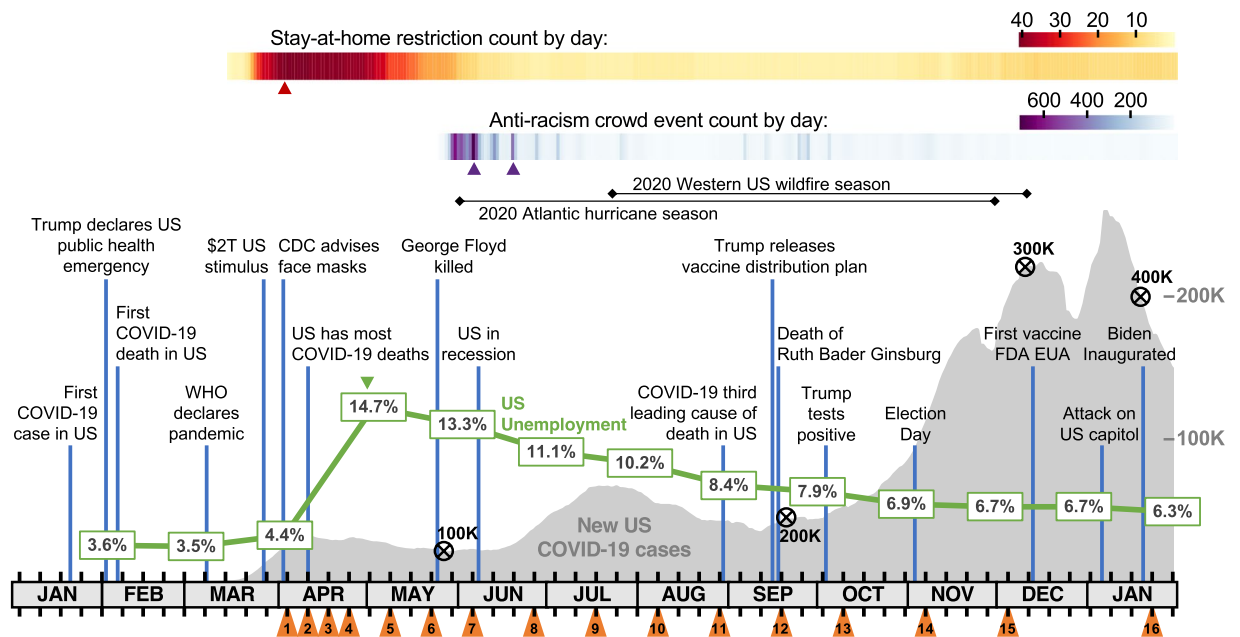 Stay-at-home restriction count by day:
40 30 20 10
Anti-racism crowd event count by day:
600 400 200
2020 Western US wildfire season
2020 Atlantic hurricane season
Trump declares US
public health
emergency
$2T US
stimulus
CDC advises
face masks
George Floyd
killed
Trump releases
vaccine distribution plan
300K
400K
200K
First
COVID-19
death in US
US has most
COVID-19 deaths
US in
recession
Death of
Ruth Bader Ginsburg
First vaccine
FDA EUA
Biden
Inaugurated
First
COVID-19
case in US
WHO
declares
pandemic
US
Unemployment
COVID-19 third
leading cause of
death in US
Trump
tests
positive
Election
Day
Attack on
US capitol
100K
3.6%
3.5%
4.4%
14.7%
13.3%
11.1%
10.2%
8.4%
7.9%
6.9%
6.7%
6.7%
6.3%
100K
200K
New US
COVID-19 cases
JAN FEB MAR APR MAY JUN JUL AUG SEP OCT NOV DEC JAN
1 2 3 4 5 6 7 8 9 10 11 12 13 14 15 16